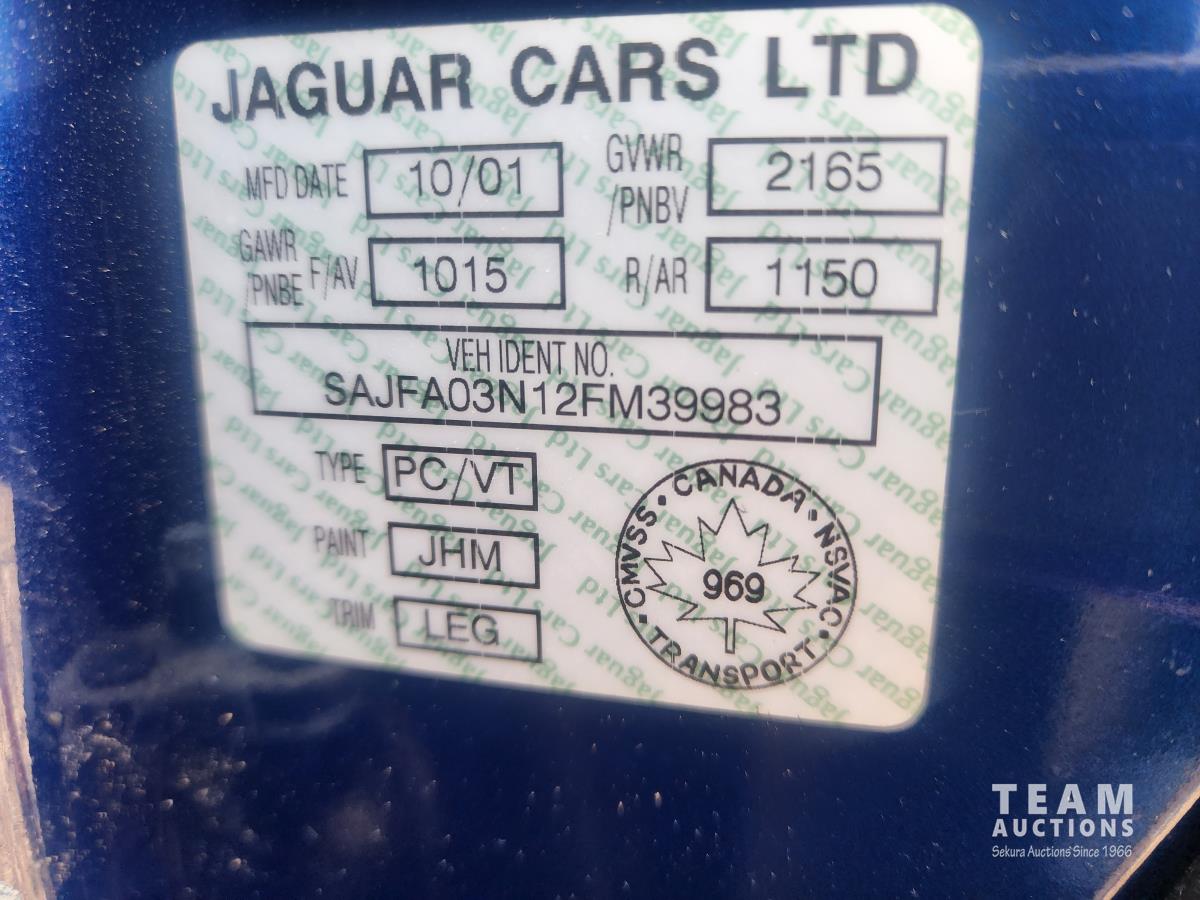 JAGUAR CARS LTD
MFD DATE 10/01 GVWR /PNBV 2165
GAWR /PNBE F/AV 1015 R/AR 1150
VEH IDENT NO.
SAJFA03N12FM39983
TYPE PC/VT
PAINT JHM
TRIM LEG
CANADA • NSVAC • TRANSPORT • CMVSS •
969
TEAM
AUCTIONS
Sekura Auctions Since 1966